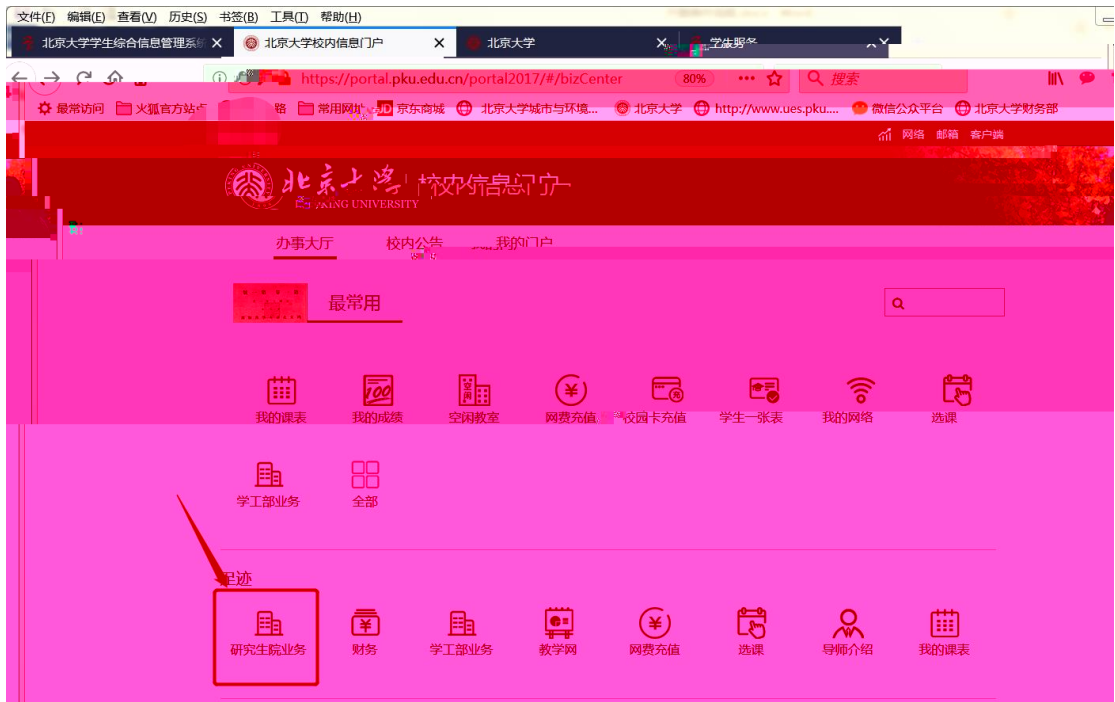 文件(F) 编辑(E) 查看(V) 历史(S) 书签(B) 工具(T) 帮助(H)
北京大学学生综合信息管理系统 北京大学校内信息门户 北京大学
https://portal.pku.edu.cn/portal2017/#/bizCenter 80% 搜索
最常访问 火狐官方站点 常用网址 JD 京东商城 北京大学城市与环境... 北京大学 http://www.ues.pku.... 微信公众平台 北京大学财务部
网络 邮箱 客户端
北京大学 校内信息门户
PEKING UNIVERSITY
办事大厅 校内公告 我的门户
最常用
我的课表 我的成绩 空闲教室 网费充值 校园卡充值 学生一张表 我的网络 选课
学工部业务 全部
足迹
研究生院业务 财务 学工部业务 教学网 网费充值 选课 导师介绍 我的课表